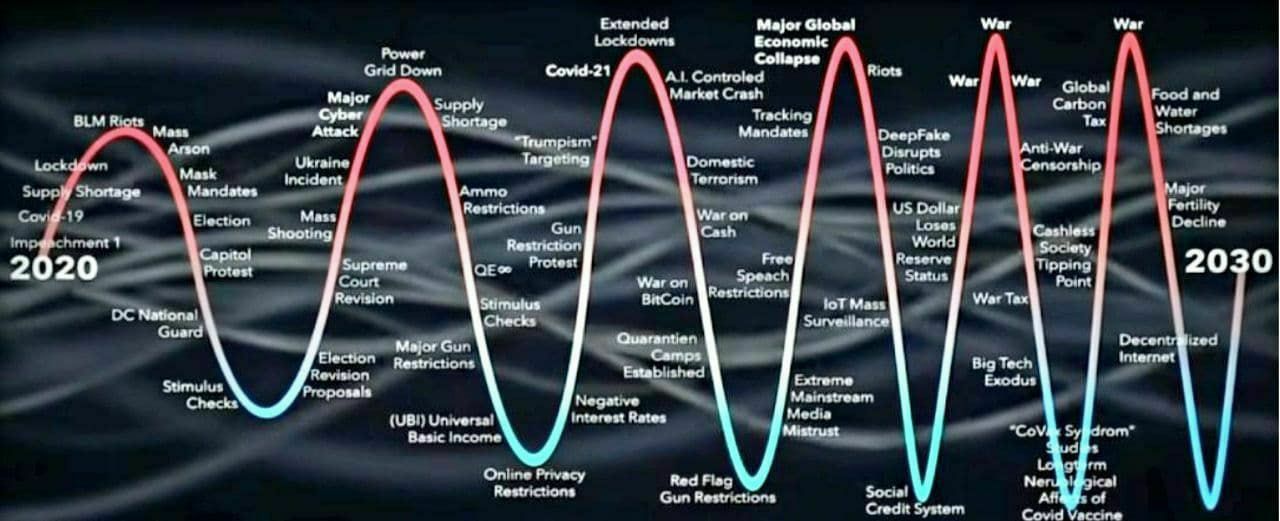 BLM Riots
Mass
Arson
Lockdown
Mask
Mandates
Supply Shortage
Covid-19
Election
Impeachment 1
2020
Capitol
Protest
DC National
Guard
Stimulus
Checks
Election
Revision
Proposals
Supreme
Court
Revision
Mass
Shooting
Ukraine
Incident
Major
Cyber
Attack
Power
Grid Down
Supply
Shortage
Ammo
Restrictions
QE∞
Stimulus
Checks
Major Gun
Restrictions
(UBI) Universal
Basic Income
Online Privacy
Restrictions
Negative
Interest Rates
Gun
Restriction
Protest
"Trumpism"
Targeting
Covid-21
Extended
Lockdowns
A.I. Controled
Market Crash
Domestic
Terrorism
War on
Cash
War on
BitCoin
Quarantien
Camps
Established
Red Flag
Gun Restrictions
Extreme
Mainstream
Media
Mistrust
Free
Speach
Restrictions
Tracking
Mandates
Major Global
Economic
Collapse
Riots
DeepFake
Disrupts
Politics
US Dollar
Loses
World
Reserve
Status
IoT Mass
Surveillance
Social
Credit System
Big Tech
Exodus
War Tax
War
War
War
Anti-War
Censorship
Cashless
Society
Tipping
Point
"CoVax Syndrom"
Studies
Longterm
Nerulogical
Affects of
Covid Vaccine
Global
Carbon
Tax
War
Food and
Water
Shortages
Major
Fertility
Decline
Decentralized
Internet
2030